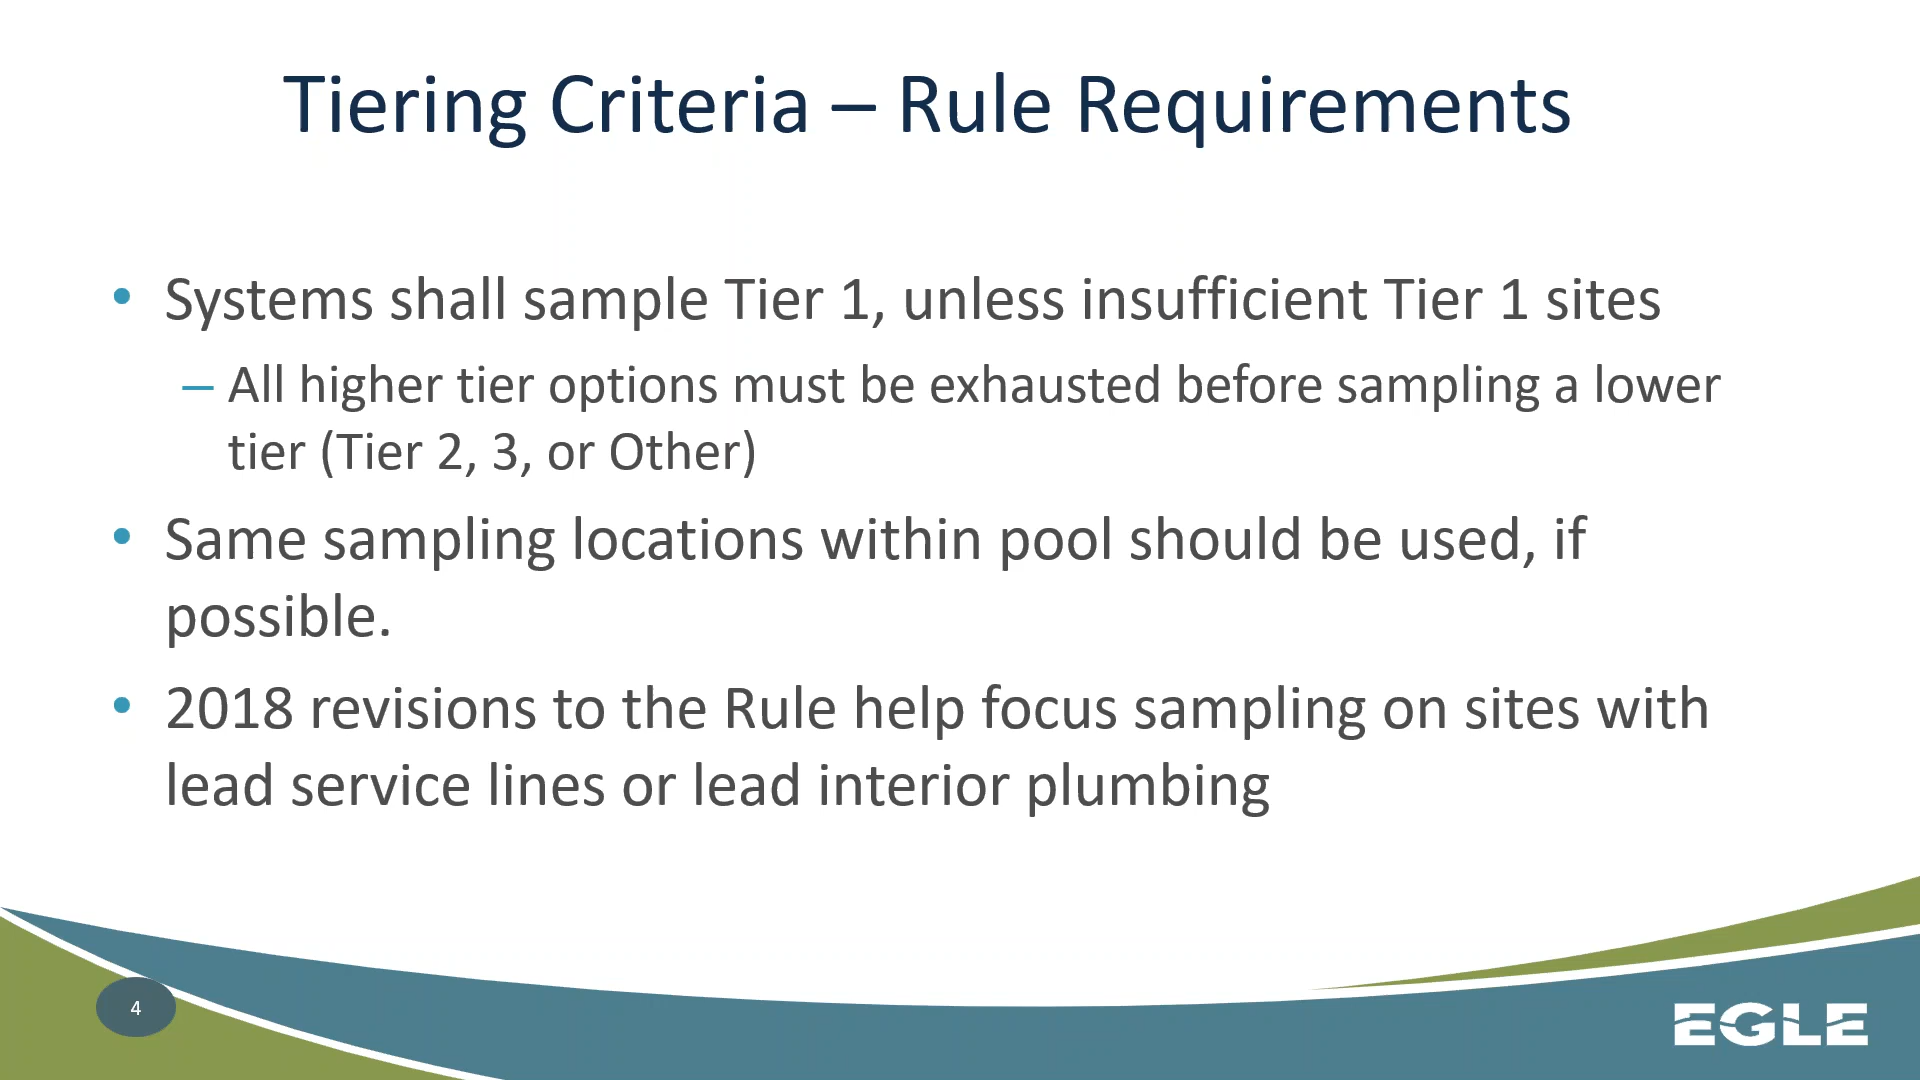 Tiering Criteria – Rule Requirements
• Systems shall sample Tier 1, unless insufficient Tier 1 sites
– All higher tier options must be exhausted before sampling a lower
tier (Tier 2, 3, or Other)
• Same sampling locations within pool should be used, if
possible.
• 2018 revisions to the Rule help focus sampling on sites with
lead service lines or lead interior plumbing
4
EGLE